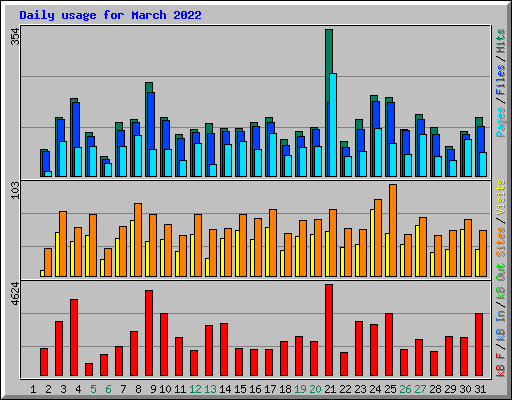 Daily usage for March 2022
354
Pages / Files / Hits
103
Sites / Visits
4624
kB F / kB In / kB Out
1 2 3 4 5 6 7 8 9 10 11 12 13 14 15 16 17 18 19 20 21 22 23 24 25 26 27 28 29 30 31